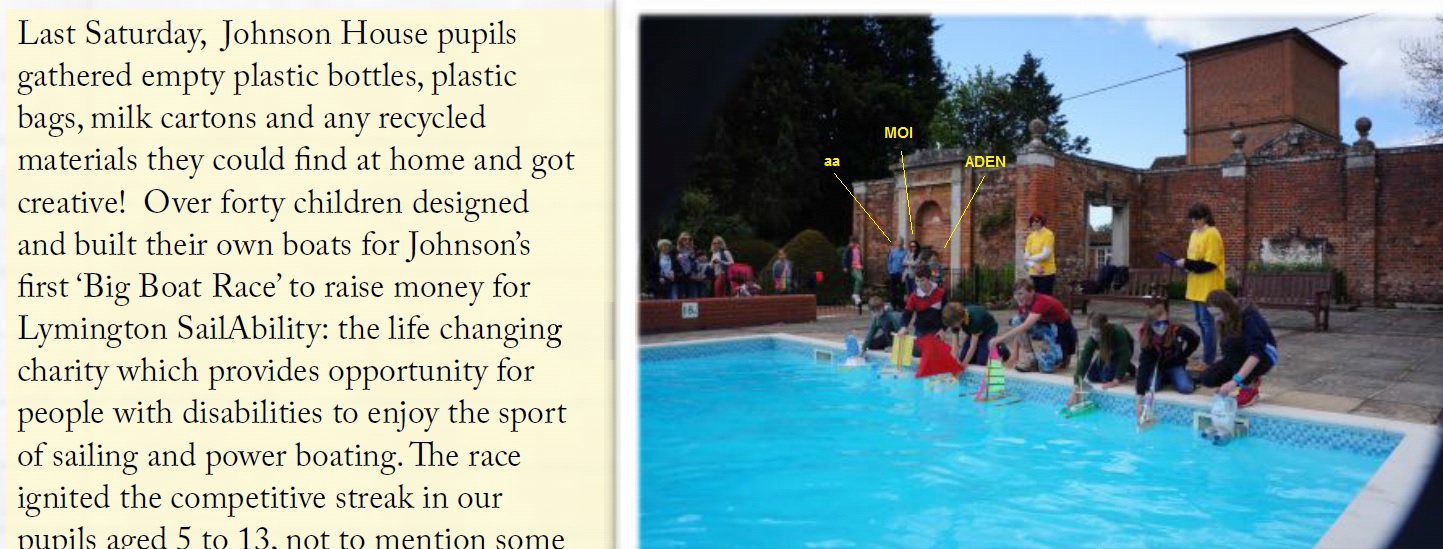 Last Saturday, Johnson House pupils
gathered empty plastic bottles, plastic
bags, milk cartons and any recycled
materials they could find at home and got
creative! Over forty children designed
and built their own boats for Johnson’s
first ‘Big Boat Race’ to raise money for
Lymington SailAbility: the life changing
charity which provides opportunity for
people with disabilities to enjoy the sport
of sailing and power boating. The race
ignited the competitive streak in our
pupils aged 5 to 13, not to mention some
MOI
aa
ADEN